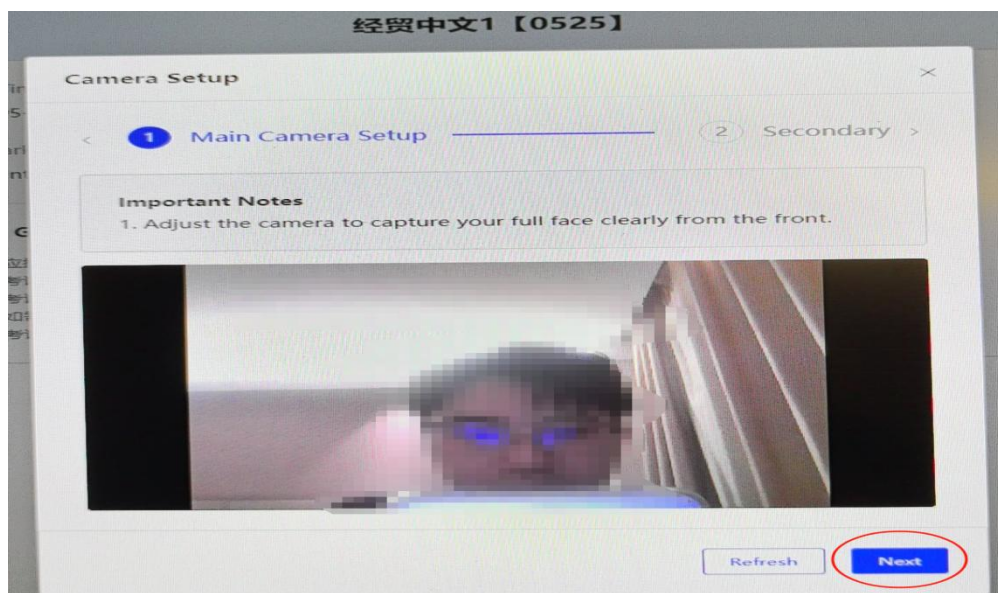 经贸中文1【0525】
Camera Setup
1 Main Camera Setup
2 Secondary
Important Notes
1. Adjust the camera to capture your full face clearly from the front.
Refresh
Next